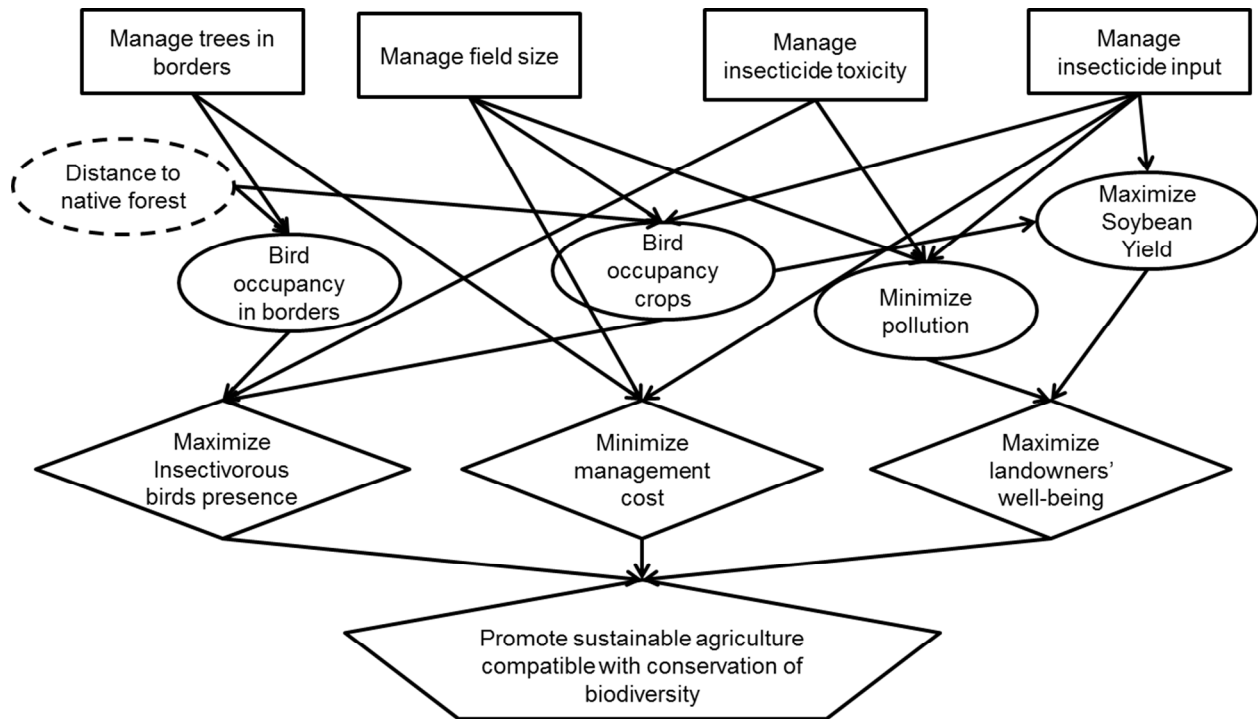 Manage trees in
borders
Manage field size
Manage
insecticide toxicity
Manage
insecticide input
Distance to
native forest
Bird
occupancy
in borders
Bird
occupancy
crops
Minimize
pollution
Maximize
Soybean
Yield
Maximize
Insectivorous
birds presence
Minimize
management
cost
Maximize
landowners’
well-being
Promote sustainable agriculture
compatible with conservation of
biodiversity